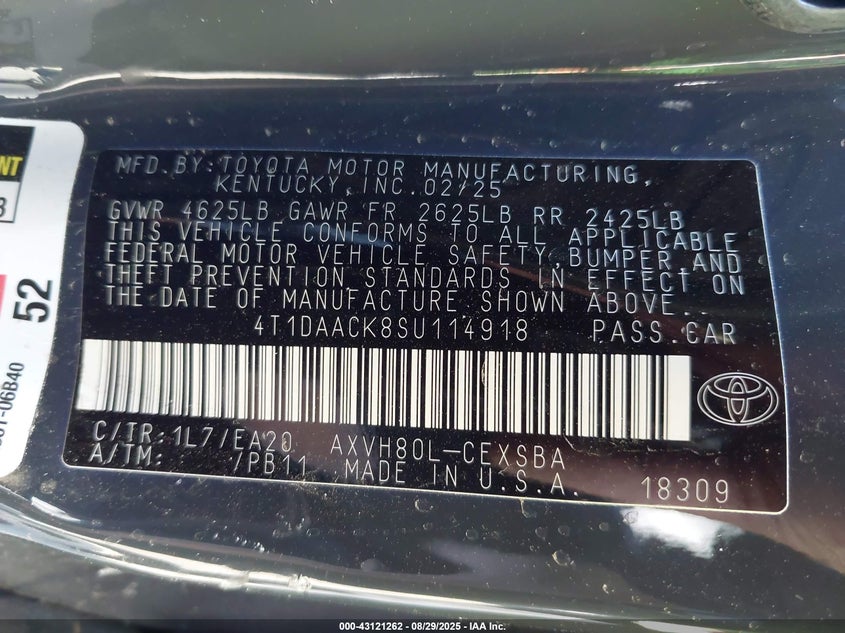 MFD.BY:TOYOTA MOTOR MANUFACTURING,
KENTUCKY,INC.02/25
GVWR 4625LB GAWR FR 2625LB RR 2425LB
THIS VEHICLE CONFORMS TO ALL APPLICABLE
FEDERAL MOTOR VEHICLE SAFETY,BUMPER AND
THEFT PREVENTION STANDARDS IN EFFECT ON
THE DATE OF MANUFACTURE SHOWN ABOVE.
4T1DAACK8SU114918 PASS.CAR
C/TR:1L7/EA20 AXVH80L-CEXSBA
A/TM: /PB11 MADE IN U.S.A. 18309
52
06B40
000-43121262 - 08/29/2025 - IAA Inc.